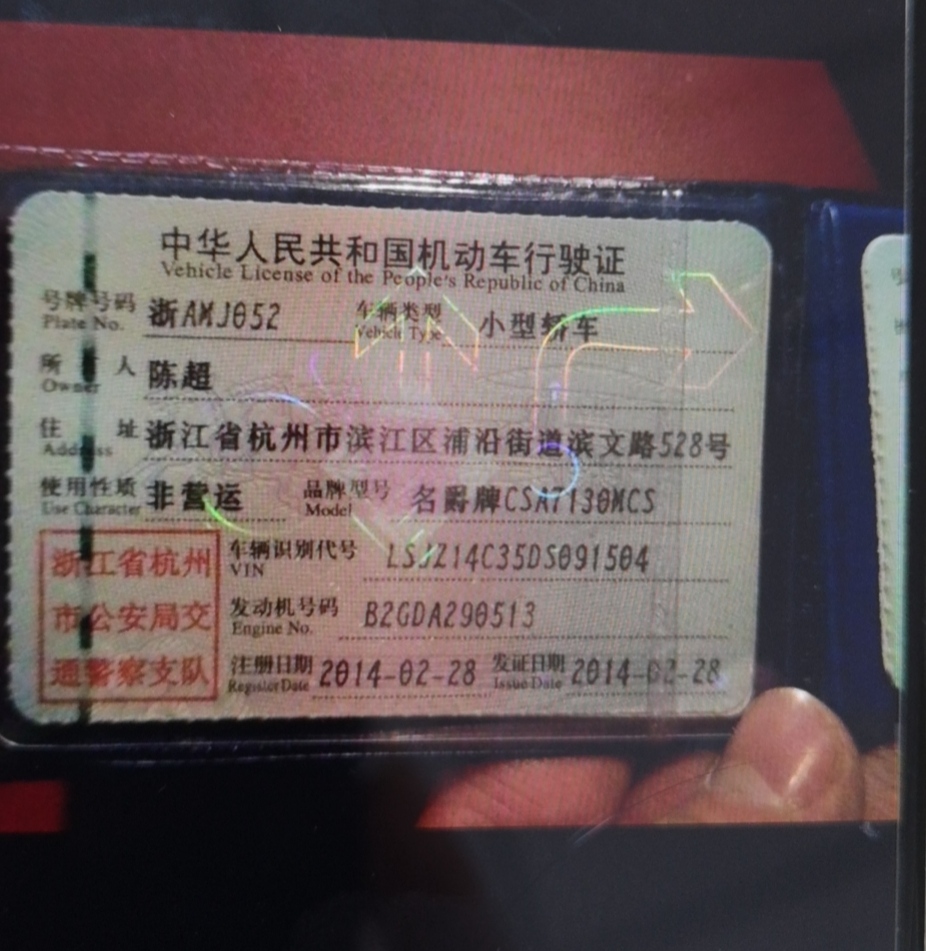 中华人民共和国机动车行驶证
Vehicle License of the People's Republic of China
号牌号码 浙AMJ052 车辆类型 小型轿车
Plate No. Vehicle Type
所有人 陈超
Owner
住址 浙江省杭州市滨江区浦沿街道滨文路528号
Address
使用性质 非营运 品牌型号 名爵牌CSA7130MCS
Use Character Model
浙江省杭州 车辆识别代号 LSJZ14C35DS091504
VIN
市公安局交 发动机号码 B2GDA290513
Engine No.
通警察支队 注册日期 2014-02-28 发证日期 2014-02-28
Register Date Issue Date